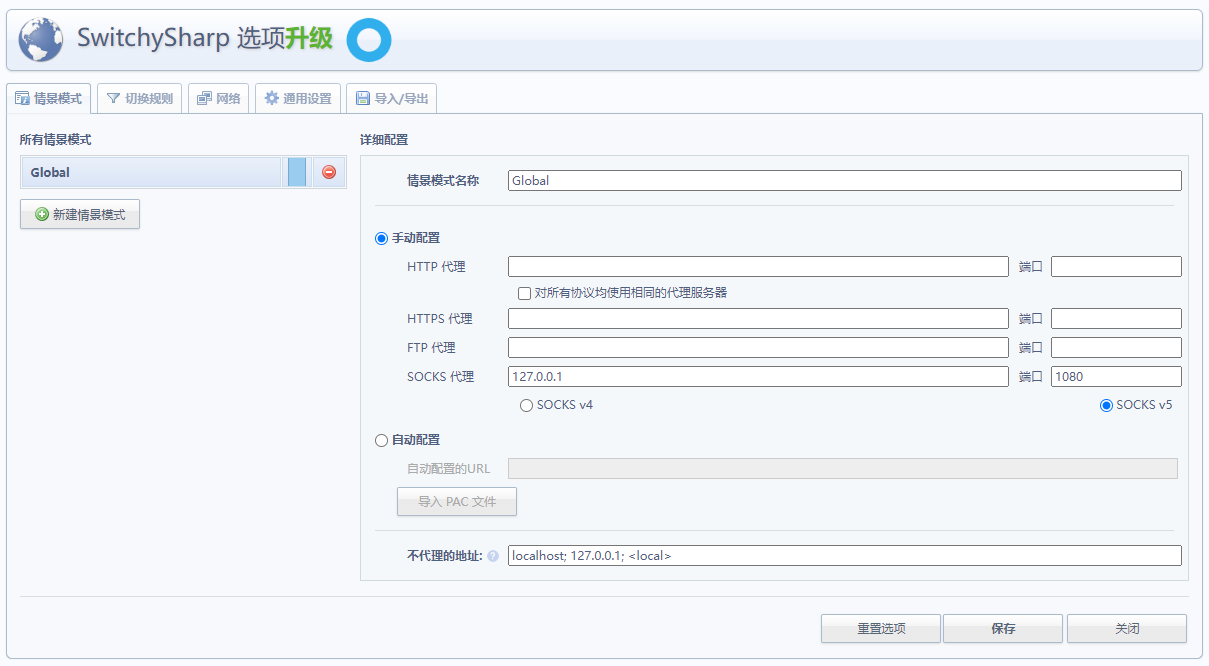 SwitchySharp 选项升级
情景模式 切换规则 网络 通用设置 导入/导出
所有情景模式
Global
新建情景模式
详细配置
情景模式名称 Global
手动配置
HTTP 代理 端口
对所有协议均使用相同的代理服务器
HTTPS 代理 端口
FTP 代理 端口
SOCKS 代理 127.0.0.1 端口 1080
SOCKS v4 SOCKS v5
自动配置
自动配置的URL
导入 PAC 文件
不代理的地址: ? localhost; 127.0.0.1; <local>
重置选项 保存 关闭